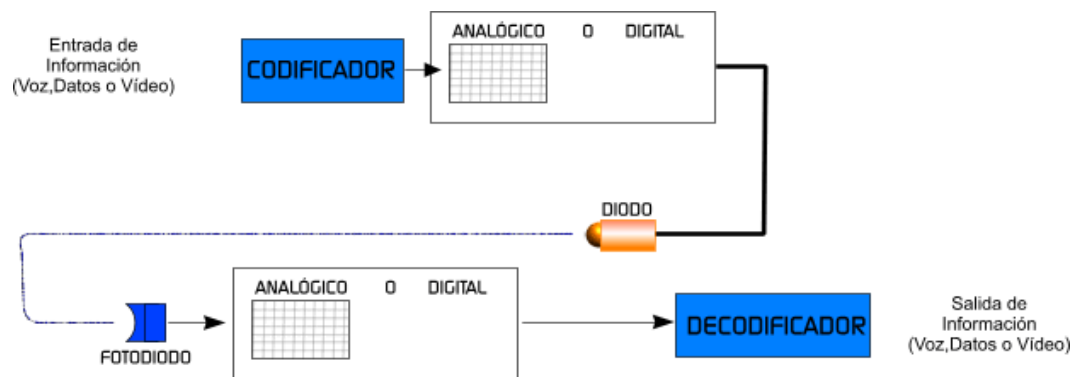 Entrada de
Información
(Voz,Datos o Vídeo)
CODIFICADOR
ANALÓGICO O DIGITAL
DIODO
ANALÓGICO O DIGITAL
FOTODIODO
DECODIFICADOR
Salida de
Información
(Voz,Datos o Vídeo)